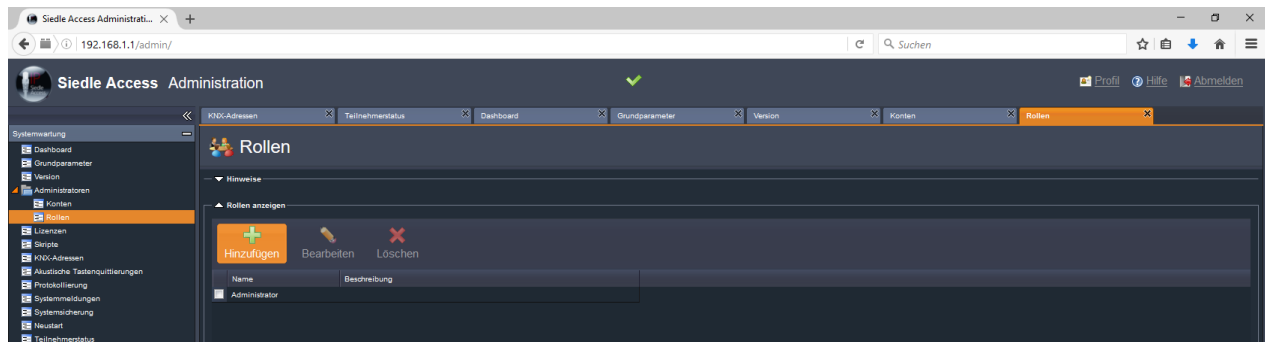 Siedle Access Administrati...
192.168.1.1/admin/
Suchen
Siedle Access Administration
Profil Hilfe Abmelden
KNX-Adressen Teilnehmerstatus Dashboard Grundparameter Version Konten Rollen
Systemwartung
Dashboard
Grundparameter
Version
Administratoren
Konten
Rollen
Lizenzen
Skripte
KNX-Adressen
Akustische Tastenquittierungen
Protokollierung
Systemmeldungen
Systemsicherung
Neustart
Teilnehmerstatus
Rollen
Hinweise
Rollen anzeigen
Hinzufügen Bearbeiten Löschen
Name Beschreibung
Administrator